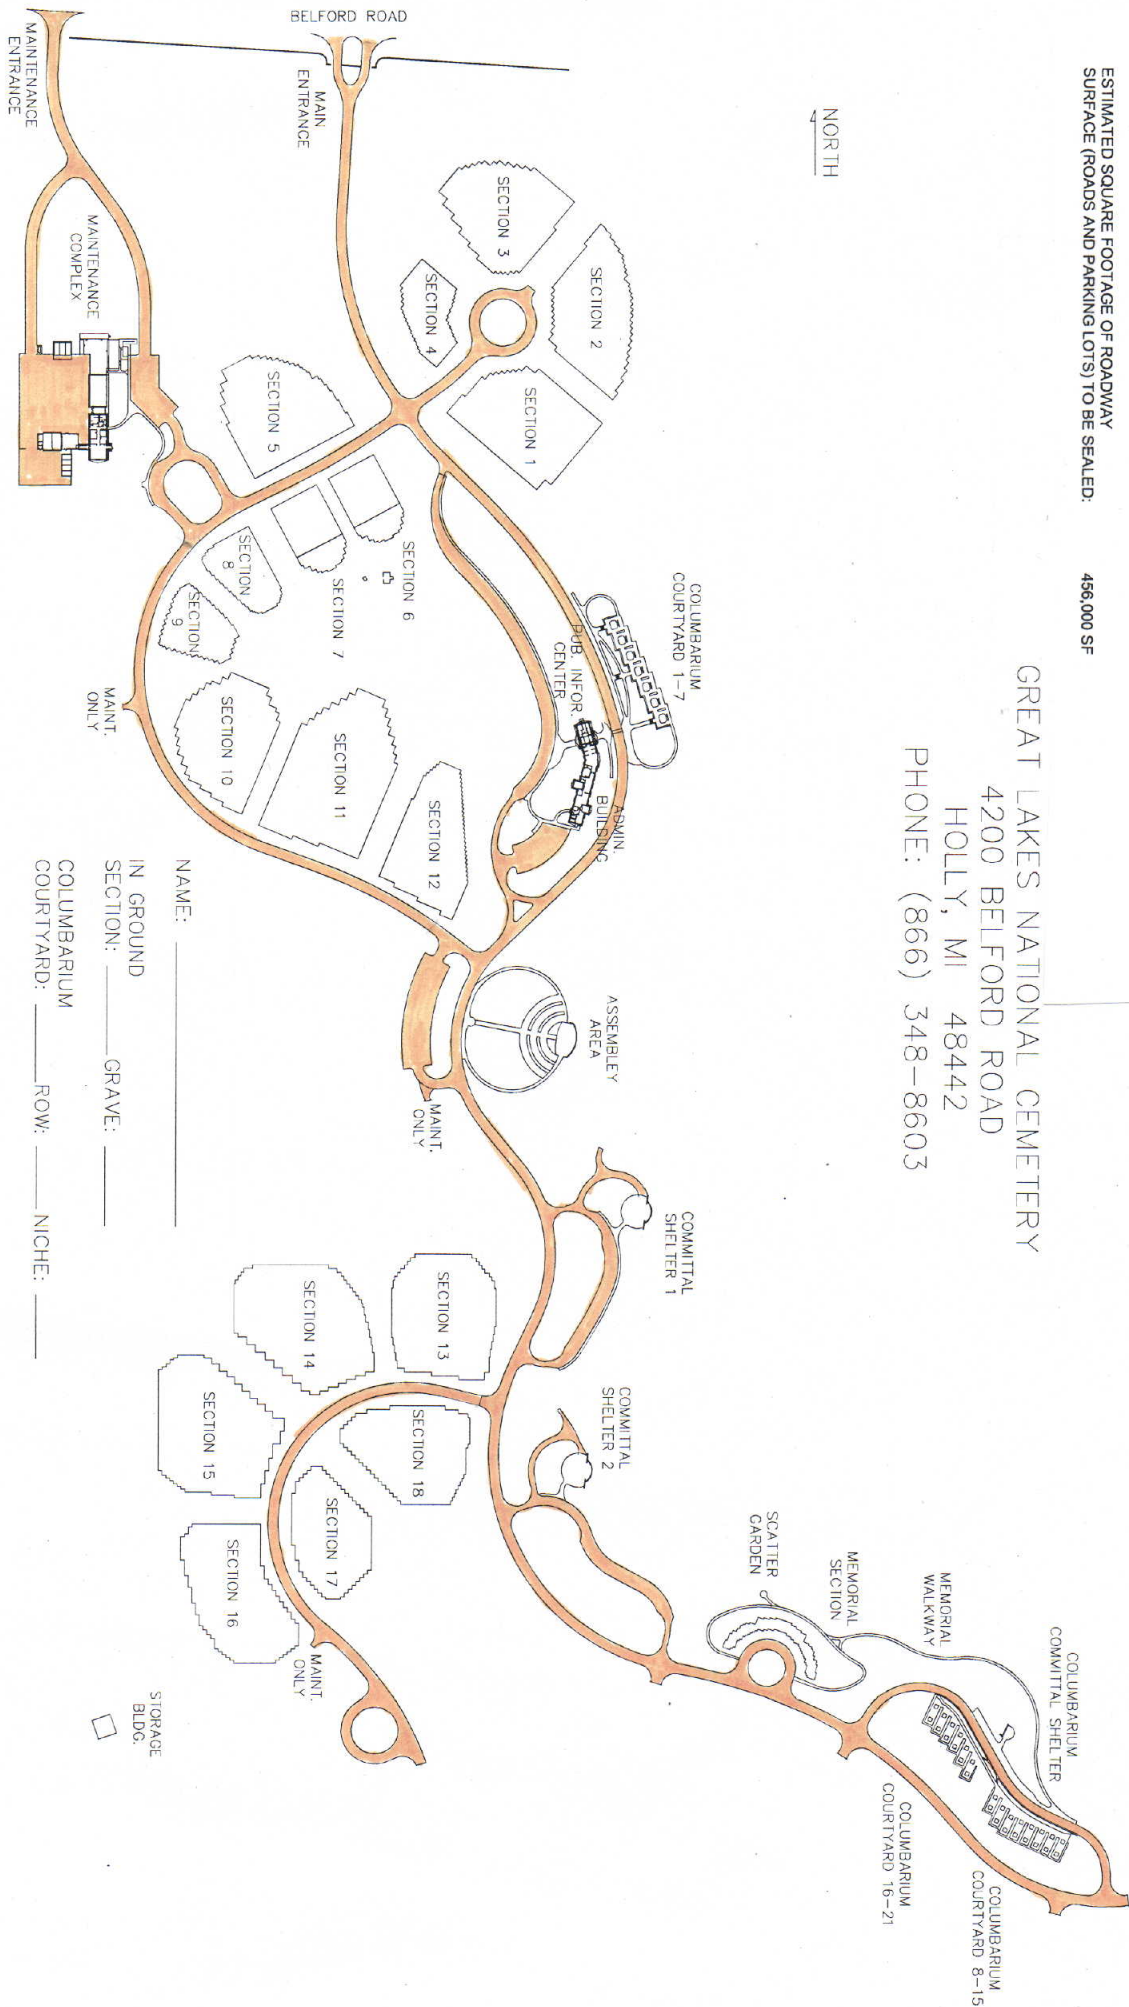 ESTIMATED SQUARE FOOTAGE OF ROADWAY
SURFACE (ROADS AND PARKING LOTS) TO BE SEALED:
456,000 SF
GREAT LAKES NATIONAL CEMETERY
4200 BELFORD ROAD
HOLLY, MI 48442
PHONE: (866) 348-8603
NORTH
BELFORD ROAD
MAIN
ENTRANCE
MAINTENANCE
ENTRANCE
MAINTENANCE
COMPLEX
SECTION 3
SECTION 2
SECTION 4
SECTION 1
SECTION 5
SECTION 6
SECTION 7
SECTION
8
SECTION
9
SECTION 10
SECTION 11
SECTION 12
MAINT.
ONLY
COLUMBARIUM
COURTYARD 1-7
PUB. INFOR.
CENTER
ADMIN.
BUILDING
ASSEMBLEY
AREA
MAINT.
ONLY
COMMITTAL
SHELTER 1
COMMITTAL
SHELTER 2
SECTION 13
SECTION 14
SECTION 15
SECTION 18
SECTION 17
SECTION 16
MAINT.
ONLY
STORAGE
BLDG.
SCATTER
GARDEN
MEMORIAL
SECTION
MEMORIAL
WALKWAY
COLUMBARIUM
COMMITTAL SHELTER
COLUMBARIUM
COURTYARD 16-21
COLUMBARIUM
COURTYARD 8-15
NAME:
IN GROUND
SECTION: GRAVE:
COLUMBARIUM
COURTYARD: ROW: NICHE: